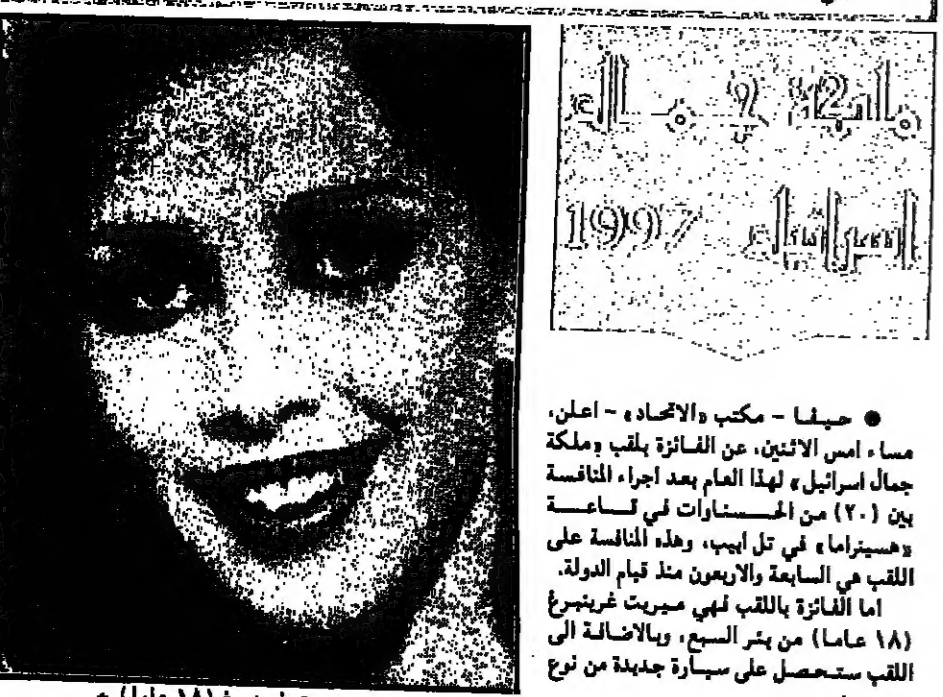 ملكة جمال
اسرائيل 1997
● حيفا - مكتب «الاتحاد» - اعلن،
مساء امس الاثنين، عن الفائزة بلقب «ملكة
جمال اسرائيل» لهذا العام بعد اجراء المنافسة
بين (٢٠) من الحسناوات في قاعة
«هسينراما» في تل ابيب، وهذه المنافسة على
اللقب هي السابعة والاربعون منذ قيام الدولة.
اما الفائزة باللقب فهي ميريت غرينبرغ
(١٨ عاما) من بئر السبع، وبالاضافة الى
اللقب ستحصل على سيارة جديدة من نوع
(١٨ عاما)